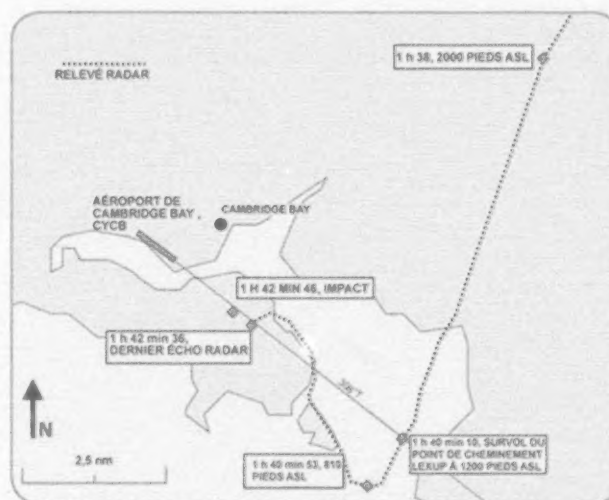 1 h 38, 2000 PIEDS ASL
RELEVÉ RADAR
AÉROPORT DE
CAMBRIDGE BAY ,
CYCB
CAMBRIDGE BAY
1 H 42 MIN 46, IMPACT
1 h 42 min 36,
DERNIER ÉCHO RADAR
1 h 40 min 10, SURVOL DU
POINT DE CHEMINEMENT
LEXUP À 1200 PIEDS ASL
1 h 40 min 53, 810
PIEDS ASL
N
2,5 nm